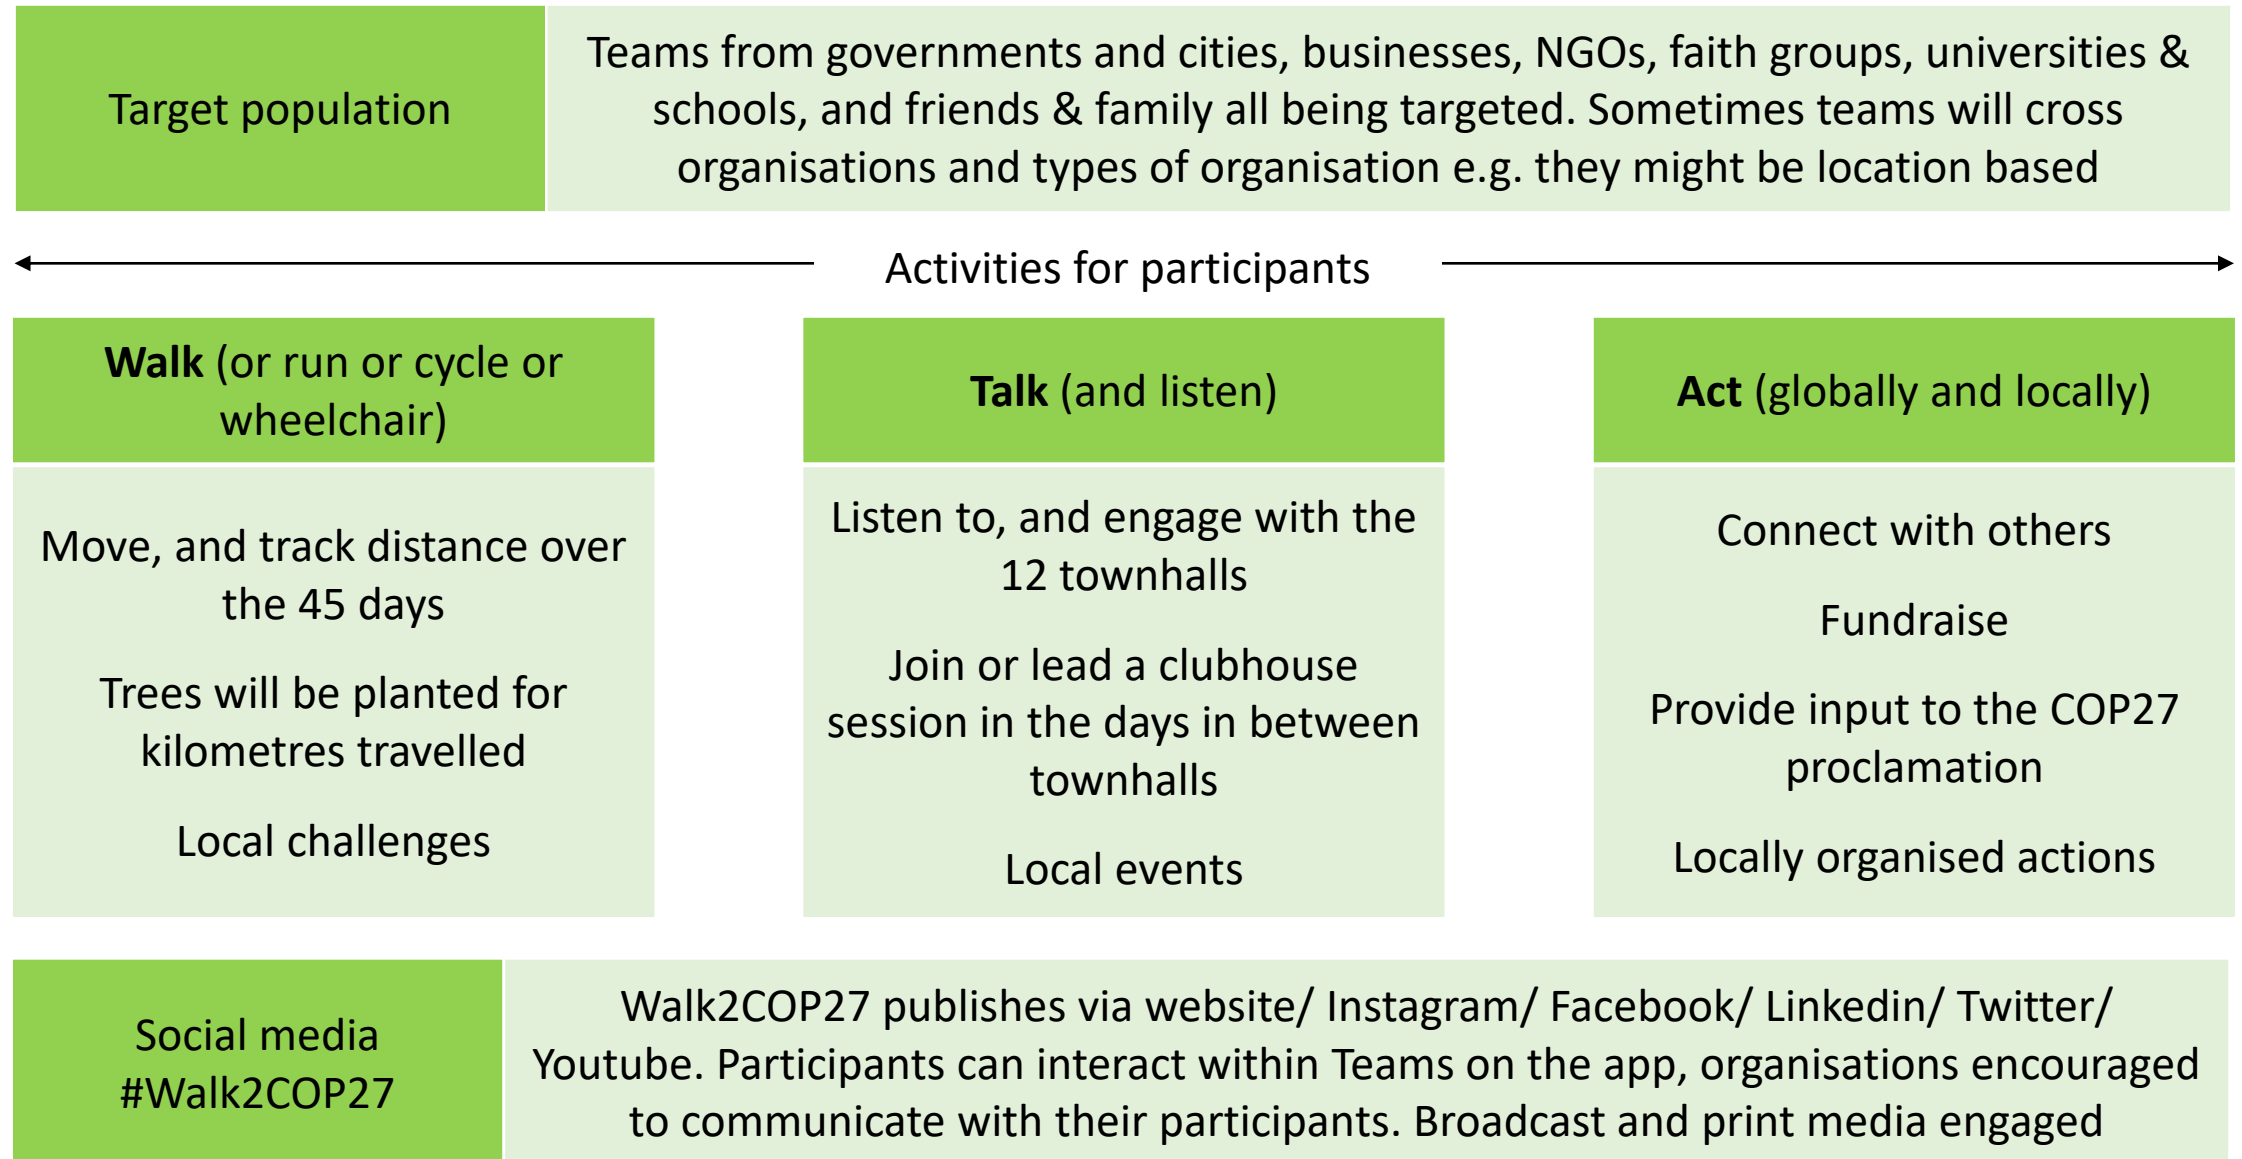 Target population
Teams from governments and cities, businesses, NGOs, faith groups, universities &
schools, and friends & family all being targeted. Sometimes teams will cross
organisations and types of organisation e.g. they might be location based
Activities for participants
Walk (or run or cycle or
wheelchair)
Move, and track distance over
the 45 days
Trees will be planted for
kilometres travelled
Local challenges
Talk (and listen)
Listen to, and engage with the
12 townhalls
Join or lead a clubhouse
session in the days in between
townhalls
Local events
Act (globally and locally)
Connect with others
Fundraise
Provide input to the COP27
proclamation
Locally organised actions
Social media
#Walk2COP27
Walk2COP27 publishes via website/ Instagram/ Facebook/ Linkedin/ Twitter/
Youtube. Participants can interact within Teams on the app, organisations encouraged
to communicate with their participants. Broadcast and print media engaged